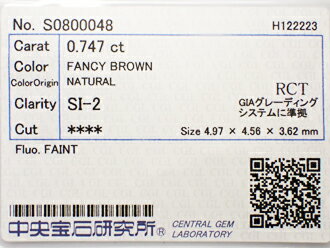 No. S0800048 H122223
Carat 0.747 ct
Color FANCY BROWN
ColorOrigin NATURAL
RCT
Clarity SI-2
GIAグレーディング
システムに準拠
Cut ****
Size 4.97 × 4.56 × 3.62 mm
Fluo. FAINT
中央宝石研究所
CENTRAL GEM
LABORATORY